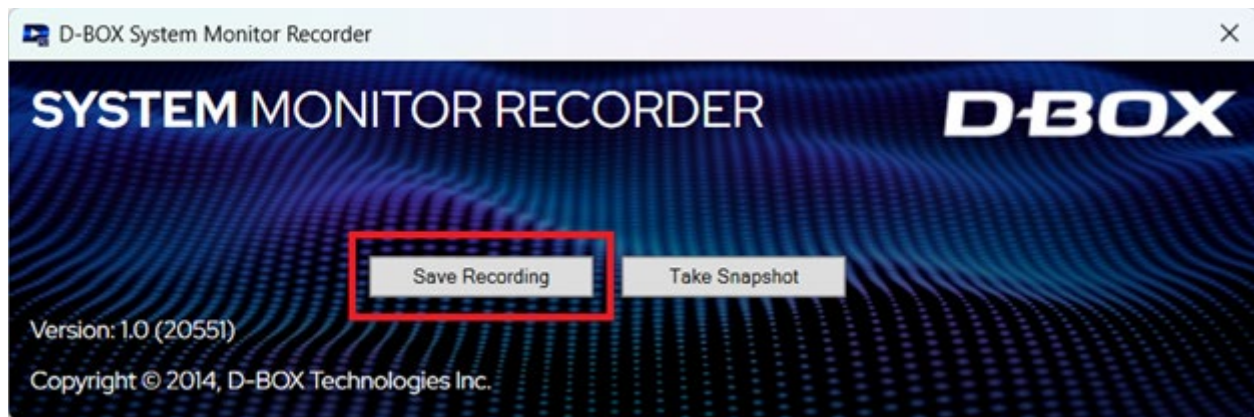 D-BOX System Monitor Recorder
SYSTEM MONITOR RECORDER
D-BOX
Save Recording Take Snapshot
Version: 1.0 (20551)
Copyright © 2014, D-BOX Technologies Inc.